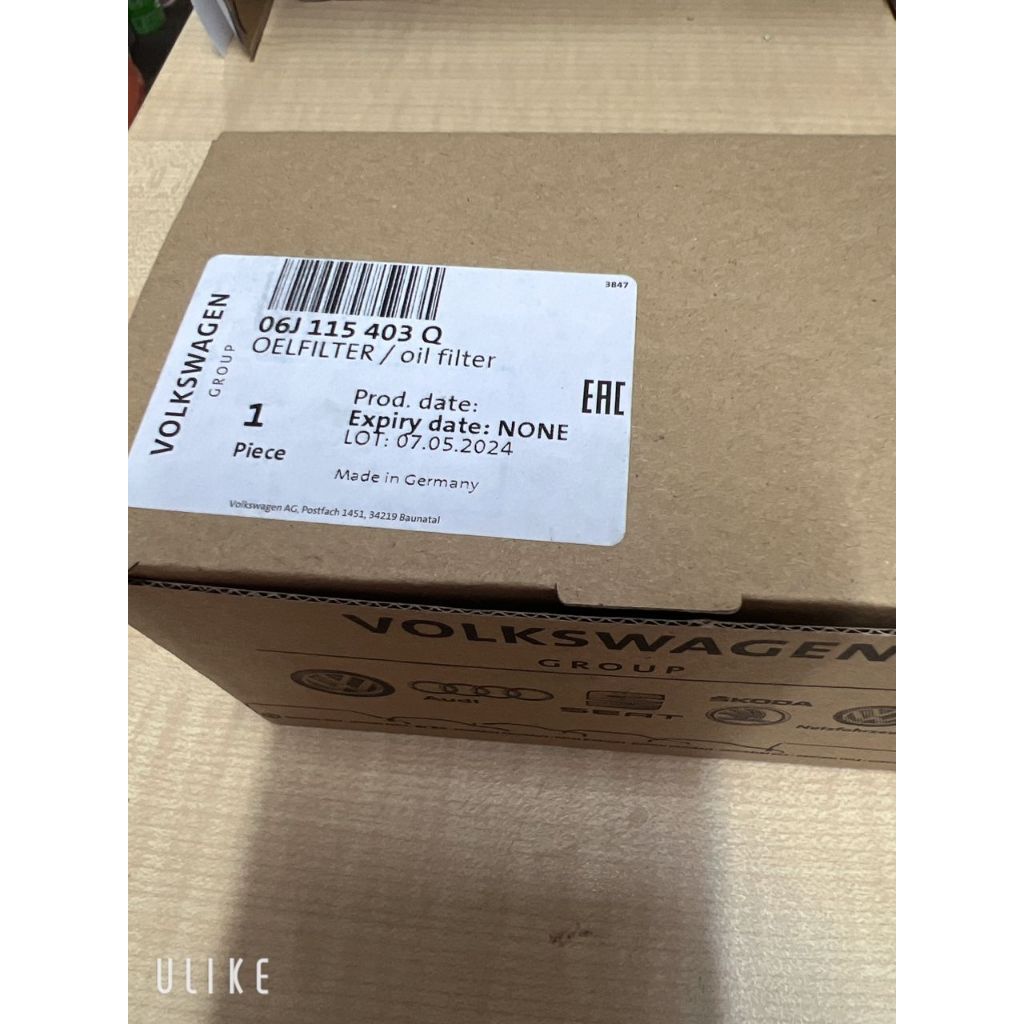 3847
06J 115 403 Q
OELFILTER / oil filter
VOLKSWAGEN
GROUP
EAC
1
Piece
Prod. date:
Expiry date: NONE
LOT: 07.05.2024
Made in Germany
Volkswagen AG, Postfach 1451, 34219 Baunatal
VOLKSWAGEN
GROUP
Audi
SEAT
ŠKODA
ULIKE